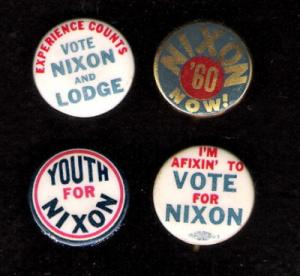 EXPERIENCE COUNTS
VOTE
NIXON
AND
LODGE
NIXON
'60
NOW!
YOUTH
FOR
NIXON
I'M
AFIXIN' TO
VOTE
FOR
NIXON